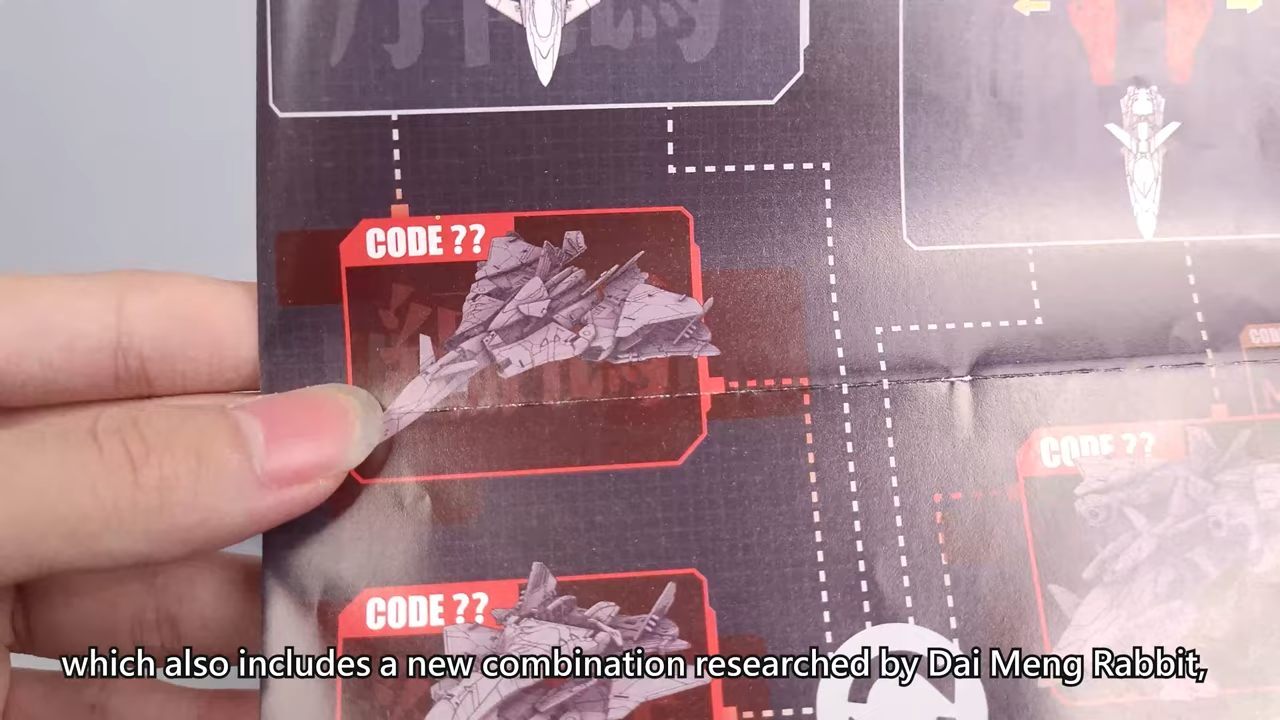 CODE ??
CODE ??
CODE ??
which also includes a new combination researched by Dai Meng Rabbit,